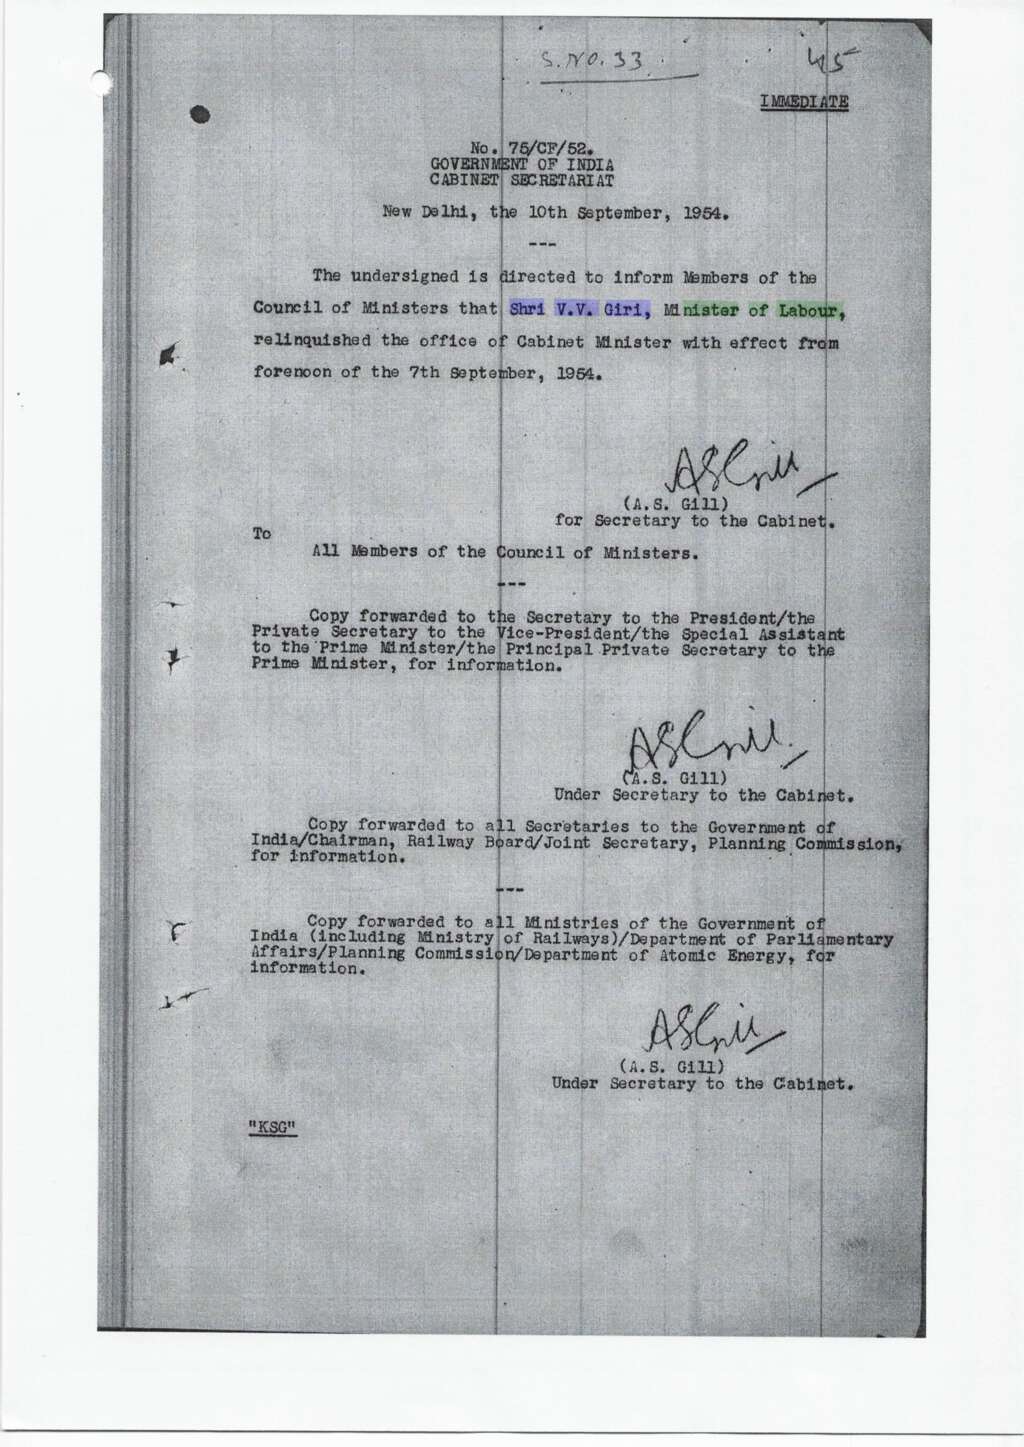 S.NO.33
45
IMMEDIATE
No. 75/CF/52.
GOVERNMENT OF INDIA
CABINET SECRETARIAT
New Delhi, the 10th September, 1954.
---
The undersigned is directed to inform Members of the
Council of Ministers that Shri V.V. Giri, Minister of Labour,
relinquished the office of Cabinet Minister with effect from
forenoon of the 7th September, 1954.
ASGill
(A.S. Gill)
for Secretary to the Cabinet.
To
All Members of the Council of Ministers.
---
Copy forwarded to the Secretary to the President/the
Private Secretary to the Vice-President/the Special Assistant
to the Prime Minister/the Principal Private Secretary to the
Prime Minister, for information.
ASGill
(A.S. Gill)
Under Secretary to the Cabinet.
Copy forwarded to all Secretaries to the Government of
India/Chairman, Railway Board/Joint Secretary, Planning Commission,
for information.
---
Copy forwarded to all Ministries of the Government of
India (including Ministry of Railways)/Department of Parliamentary
Affairs/Planning Commission/Department of Atomic Energy, for
information.
ASGill
(A.S. Gill)
Under Secretary to the Cabinet.
"KSG"